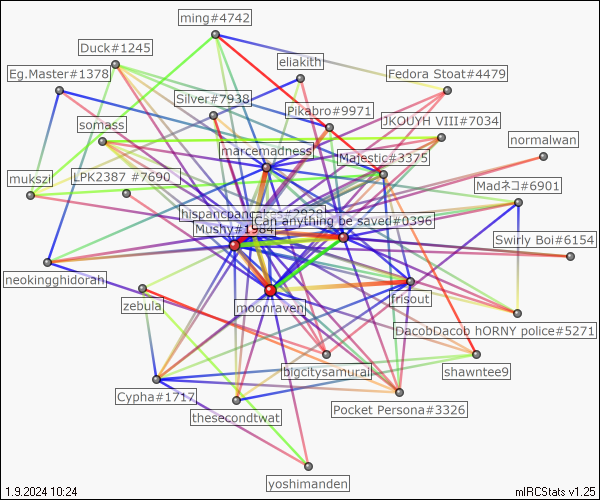 ming#4742
Duck#1245
eliakith
Eg.Master#1378
Fedora Stoat#4479
Silver#7938
Pikabro#9971
somass
JKOUYH VIII#7034
normalwan
marcemadness
Majestic#3375
mukszi
LPK2387 #7690
Madネコ#6901
Can anything be saved#0396
Mushy#1984
Swirly Boi#6154
neokingghidorah
zebula
moonraven
frisout
DacobDacob hORNY police#5271
bigcitysamurai
shawntee9
Cypha#1717
thesecondtwat
Pocket Persona#3326
yoshimanden
1.9.2024 10:24
mIRCStats v1.25